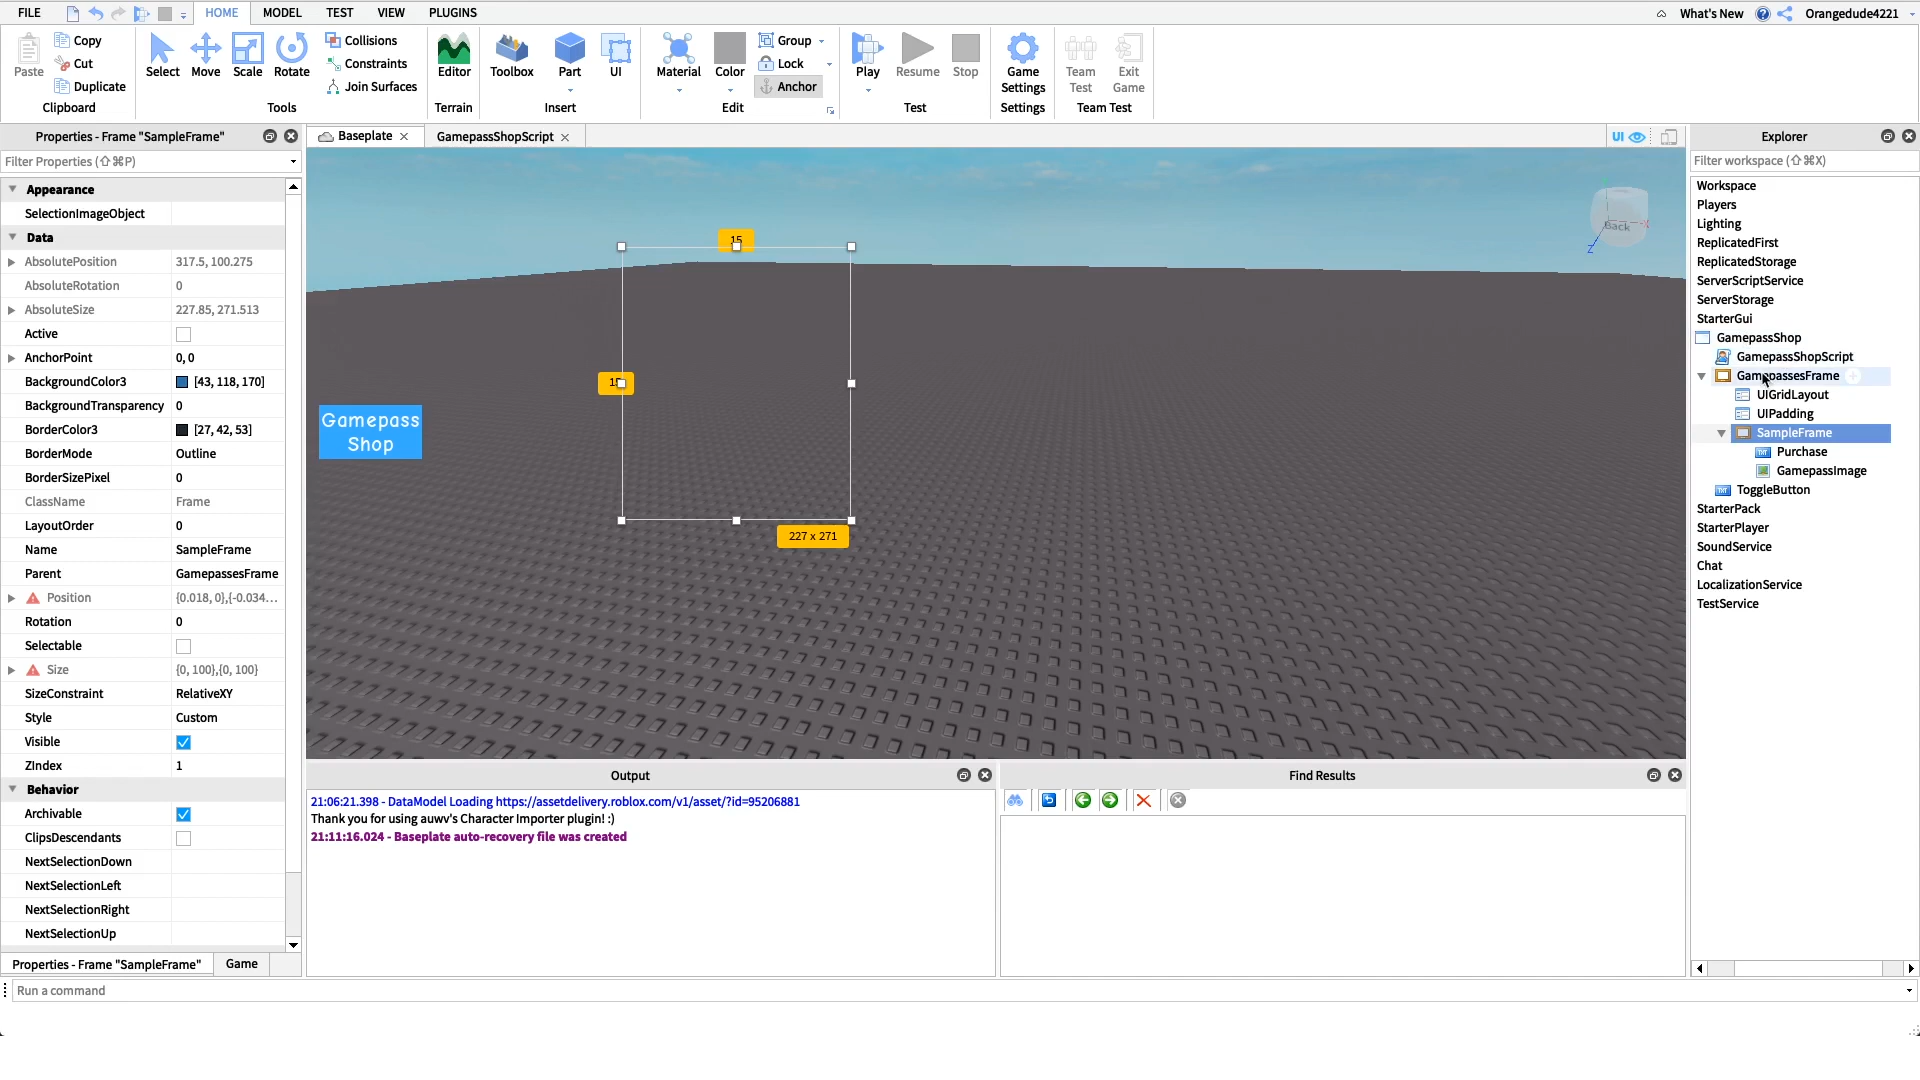 FILE HOME MODEL TEST VIEW PLUGINS What's New Orangedude4221
Paste Copy Cut Duplicate Clipboard
Select Move Scale Rotate Collisions Constraints Join Surfaces Tools
Editor Terrain
Toolbox Part UI Insert
Material Color Group Lock Anchor Edit
Play Resume Stop Test
Game Settings Settings
Team Test Exit Game Team Test
Properties - Frame "SampleFrame"
Filter Properties (⇧⌘P)
Appearance
SelectionImageObject
Data
AbsolutePosition 317.5, 100.275
AbsoluteRotation 0
AbsoluteSize 227.85, 271.513
Active
AnchorPoint 0, 0
BackgroundColor3 [43, 118, 170]
BackgroundTransparency 0
BorderColor3 [27, 42, 53]
BorderMode Outline
BorderSizePixel 0
ClassName Frame
LayoutOrder 0
Name SampleFrame
Parent GamepassesFrame
Position {0.018, 0},{-0.034...
Rotation 0
Selectable
Size {0, 100},{0, 100}
SizeConstraint RelativeXY
Style Custom
Visible
ZIndex 1
Behavior
Archivable
ClipsDescendants
NextSelectionDown
NextSelectionLeft
NextSelectionRight
NextSelectionUp
Properties - Frame "SampleFrame" Game
Run a command
Baseplate GamepassShopScript UI
Back
X
Z
15
15
227 x 271
Gamepass
Shop
Output
21:06:21.398 - DataModel Loading https://assetdelivery.roblox.com/v1/asset/?id=95206881
Thank you for using auwv's Character Importer plugin! :)
21:11:16.024 - Baseplate auto-recovery file was created
Find Results
Explorer
Filter workspace (⇧⌘X)
Workspace
Players
Lighting
ReplicatedFirst
ReplicatedStorage
ServerScriptService
ServerStorage
StarterGui
GamepassShop
GamepassShopScript
GamepassesFrame
UIGridLayout
UIPadding
SampleFrame
Purchase
GamepassImage
ToggleButton
StarterPack
StarterPlayer
SoundService
Chat
LocalizationService
TestService